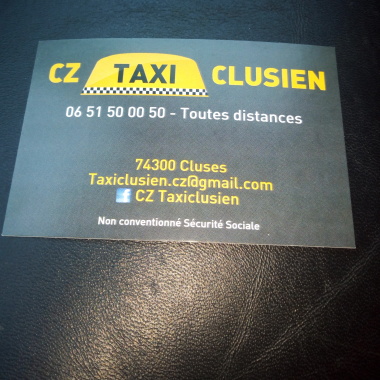 CZ TAXI CLUSIEN
06 51 50 00 50 - Toutes distances
74300 Cluses
Taxiclusien.cz@gmail.com
f CZ Taxiclusien
Non conventionné Sécurité Sociale